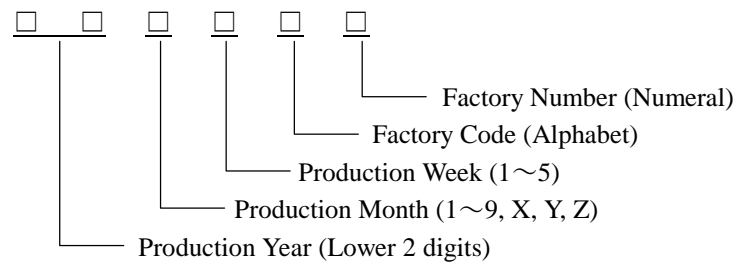 □ □ □ □ □ □
Factory Number (Numeral)
Factory Code (Alphabet)
Production Week (1～5)
Production Month (1～9, X, Y, Z)
Production Year (Lower 2 digits)